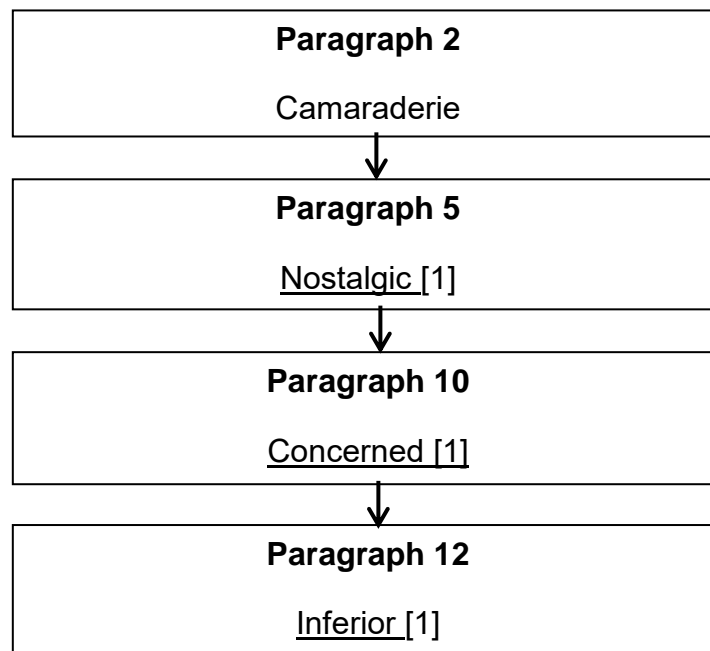 Paragraph 2
Camaraderie
Paragraph 5
Nostalgic [1]
Paragraph 10
Concerned [1]
Paragraph 12
Inferior [1]